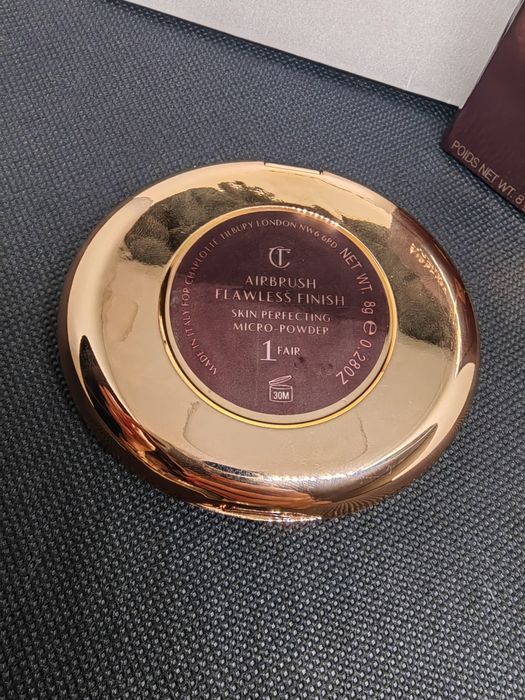 CT
AIRBRUSH
FLAWLESS FINISH
SKIN PERFECTING
MICRO-POWDER
1 FAIR
30M
MADE IN ITALY FOR CHARLOTTE TILBURY LONDON NW6 6RD
NET WT. 8g e 0.28OZ
POIDS NET WT. 8